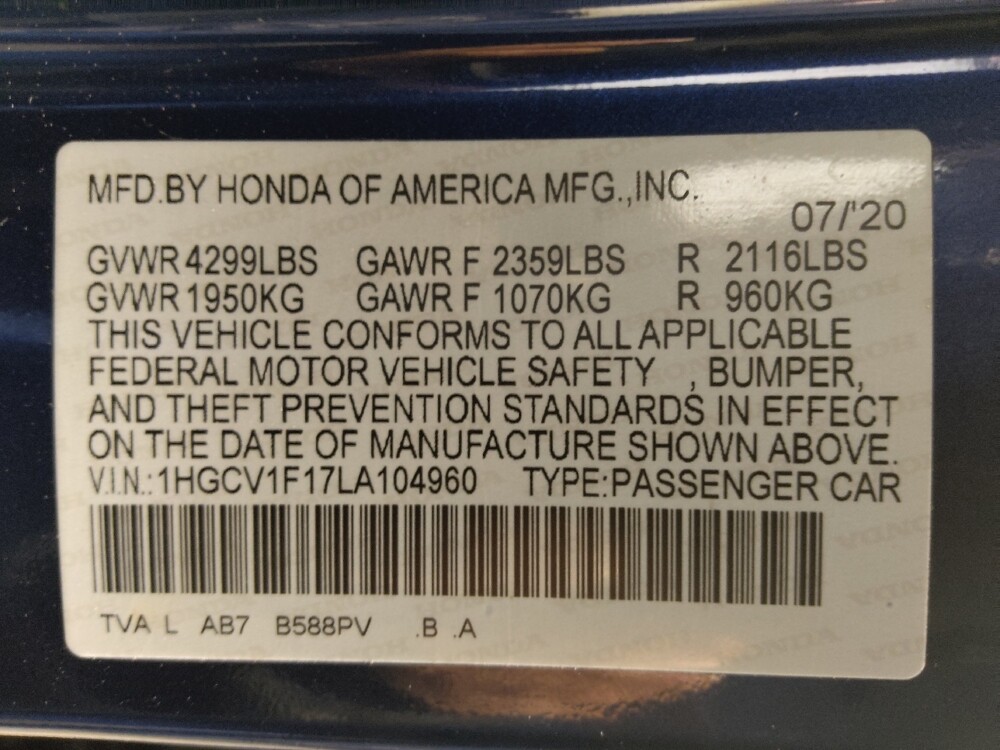 MFD.BY HONDA OF AMERICA MFG.,INC.
07/'20
GVWR 4299LBS GAWR F 2359LBS R 2116LBS
GVWR 1950KG GAWR F 1070KG R 960KG
THIS VEHICLE CONFORMS TO ALL APPLICABLE
FEDERAL MOTOR VEHICLE SAFETY , BUMPER,
AND THEFT PREVENTION STANDARDS IN EFFECT
ON THE DATE OF MANUFACTURE SHOWN ABOVE.
V.I.N.: 1HGCV1F17LA104960 TYPE:PASSENGER CAR
TVA L AB7 B588PV .B .A